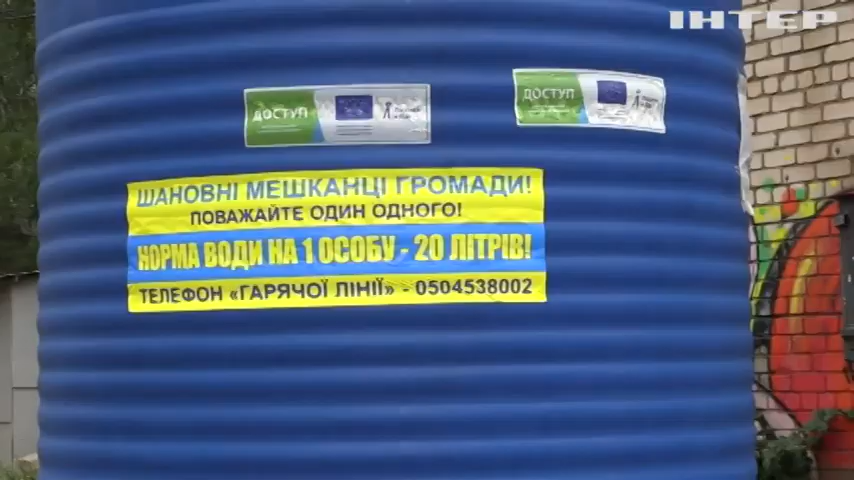 ІНТЕР
ДОСТУП
ДОСТУП
ШАНОВНІ МЕШКАНЦІ ГРОМАДИ!
ПОВАЖАЙТЕ ОДИН ОДНОГО!
НОРМА ВОДИ НА 1 ОСОБУ - 20 ЛІТРІВ!
ТЕЛЕФОН «ГАРЯЧОЇ ЛІНІЇ» - 0504538002